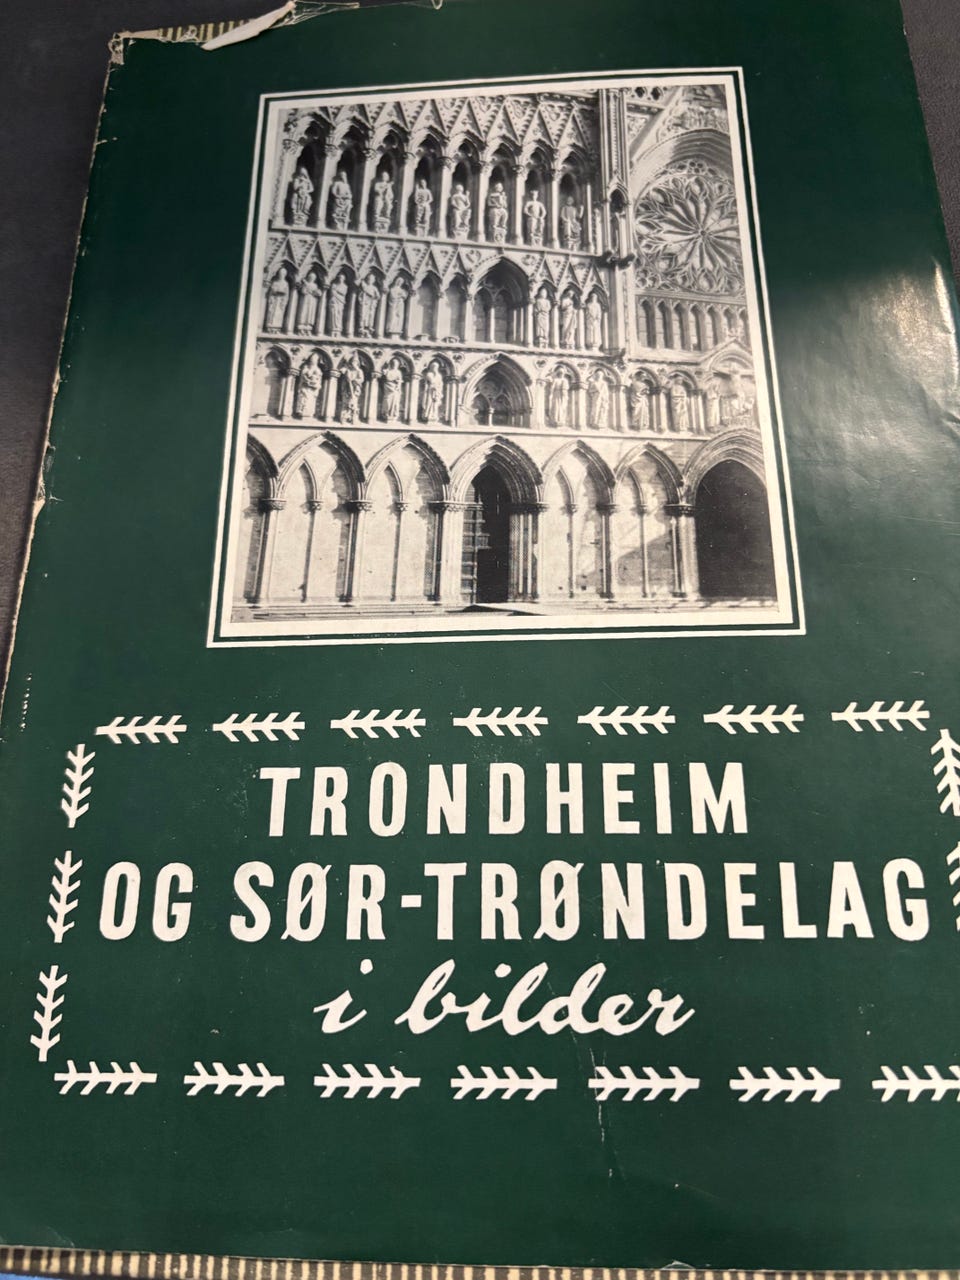 TRONDHEIM
OG SØR-TRØNDELAG
i bilder